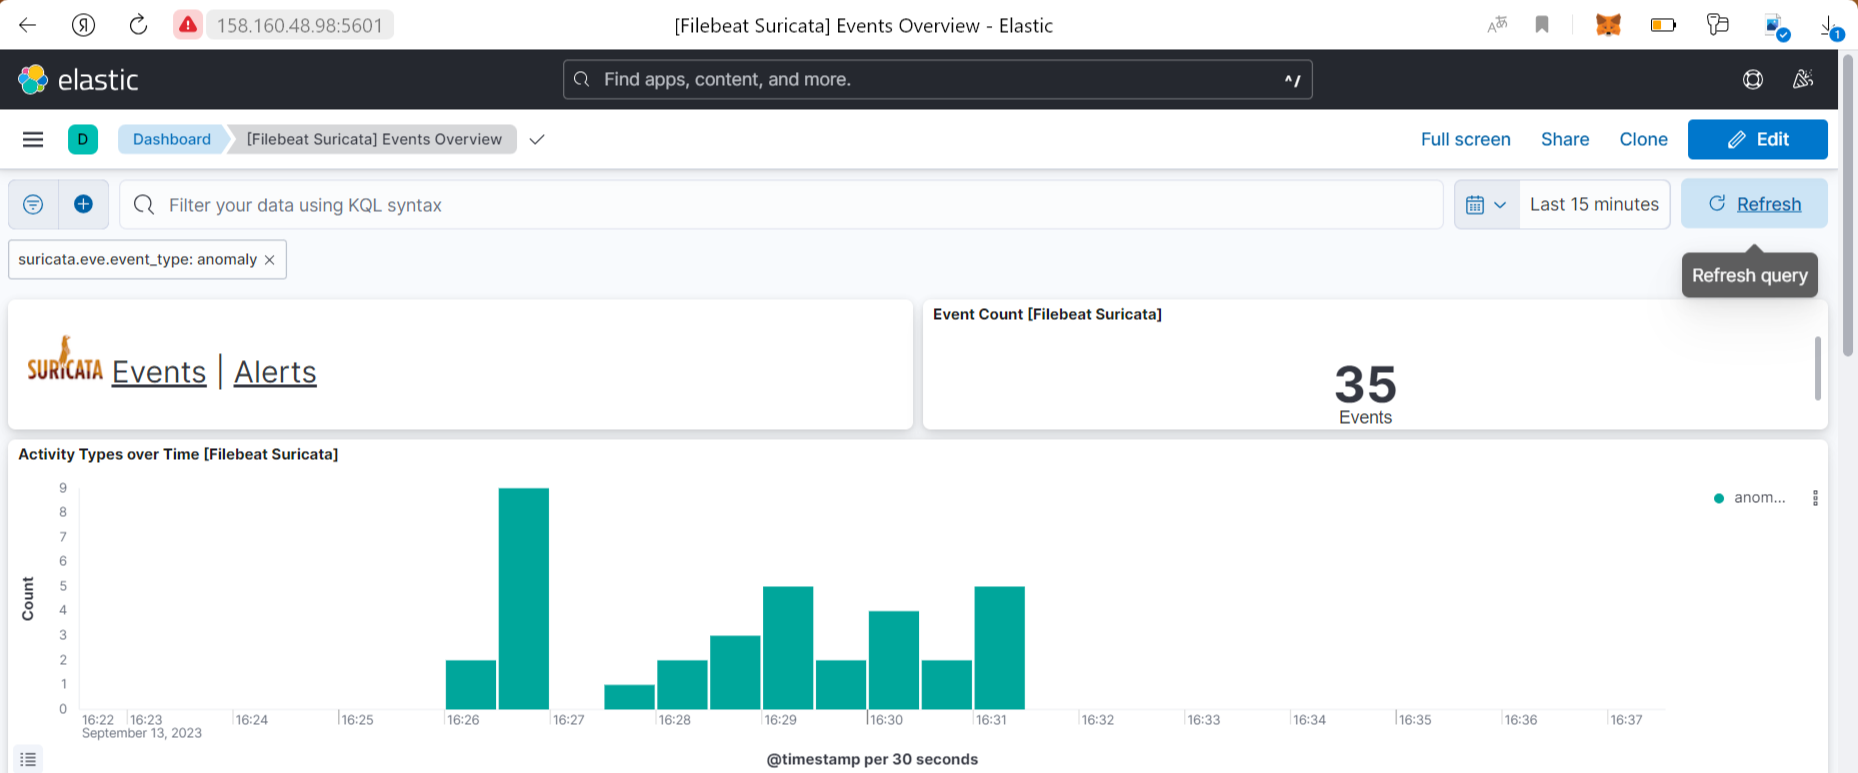 158.160.48.98:5601
[Filebeat Suricata] Events Overview - Elastic
1
elastic
Find apps, content, and more.
^/
D
Dashboard
[Filebeat Suricata] Events Overview
Full screen
Share
Clone
Edit
Filter your data using KQL syntax
Last 15 minutes
Refresh
suricata.eve.event_type: anomaly
Refresh query
SURICATA Events | Alerts
Event Count [Filebeat Suricata]
35
Events
Activity Types over Time [Filebeat Suricata]
Count
9
8
7
6
5
4
3
2
1
0
anom...
16:22 16:23 16:24 16:25 16:26 16:27 16:28 16:29 16:30 16:31 16:32 16:33 16:34 16:35 16:36 16:37
September 13, 2023
@timestamp per 30 seconds